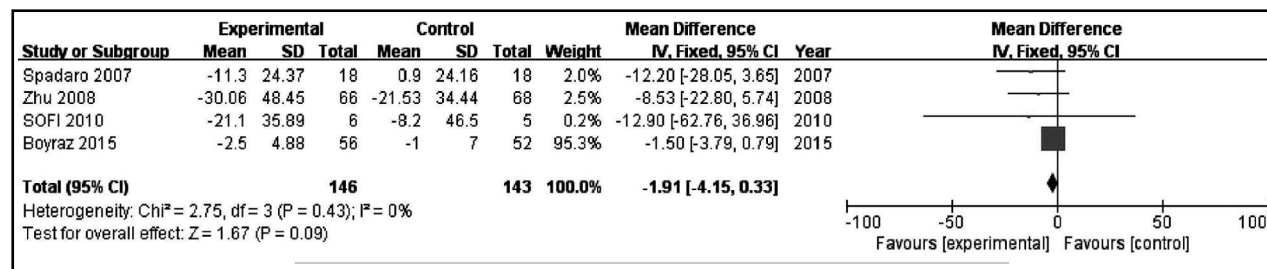 Experimental Control Mean Difference Mean Difference
Study or Subgroup Mean SD Total Mean SD Total Weight IV, Fixed, 95% CI Year IV, Fixed, 95% CI
Spadaro 2007 -11.3 24.37 18 0.9 24.16 18 2.0% -12.20 [-28.05, 3.65] 2007
Zhu 2008 -30.06 48.45 66 -21.53 34.44 68 2.5% -8.53 [-22.80, 5.74] 2008
SOFI 2010 -21.1 35.89 6 -8.2 46.5 5 0.2% -12.90 [-62.76, 36.96] 2010
Boyraz 2015 -2.5 4.88 56 -1 7 52 95.3% -1.50 [-3.79, 0.79] 2015
Total (95% CI) 146 143 100.0% -1.91 [-4.15, 0.33]
Heterogeneity: Chi² = 2.75, df = 3 (P = 0.43); I² = 0%
Test for overall effect: Z = 1.67 (P = 0.09)
-100 -50 0 50 100
Favours [experimental] Favours [control]